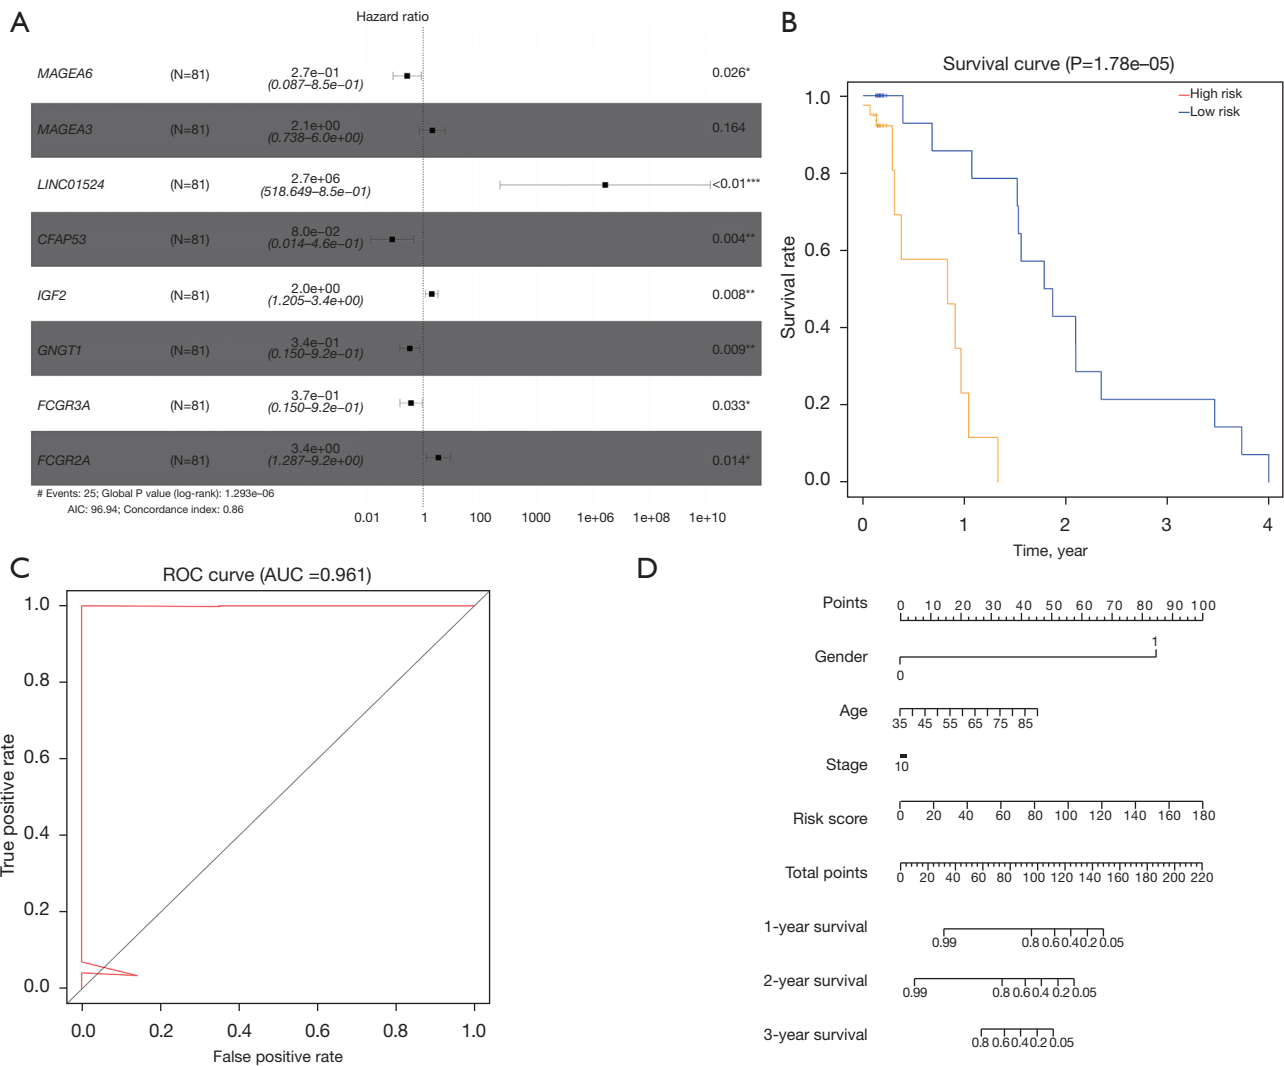 A
Hazard ratio
MAGEA6 (N=81) 2.7e−01 (0.087–8.5e−01) 0.026*
MAGEA3 (N=81) 2.1e+00 (0.738–6.0e+00) 0.164
LINC01524 (N=81) 2.7e+06 (518.649–8.5e−01) <0.01***
CFAP53 (N=81) 8.0e−02 (0.014–4.6e−01) 0.004**
IGF2 (N=81) 2.0e+00 (1.205–3.4e+00) 0.008**
GNGT1 (N=81) 3.4e−01 (0.150–9.2e−01) 0.009**
FCGR3A (N=81) 3.7e−01 (0.150–9.2e−01) 0.033*
FCGR2A (N=81) 3.4e+00 (1.287–9.2e+00) 0.014*
# Events: 25; Global P value (log-rank): 1.293e−06
AIC: 96.94; Concordance index: 0.86
0.01 1 100 1000 1e+06 1e+08 1e+10
B
Survival curve (P=1.78e–05)
High risk
Low risk
Survival rate
1.0
0.8
0.6
0.4
0.2
0.0
0 1 2 3 4
Time, year
C
ROC curve (AUC =0.961)
True positive rate
1.0
0.8
0.6
0.4
0.2
0.0
0.0 0.2 0.4 0.6 0.8 1.0
False positive rate
D
Points 0 10 20 30 40 50 60 70 80 90 100
Gender 0 1
Age 35 45 55 65 75 85
Stage 10
Risk score 0 20 40 60 80 100 120 140 160 180
Total points 0 20 40 60 80 100 120 140 160 180 200 220
1-year survival 0.99 0.8 0.6 0.4 0.2 0.05
2-year survival 0.99 0.8 0.6 0.4 0.2 0.05
3-year survival 0.8 0.6 0.4 0.2 0.05